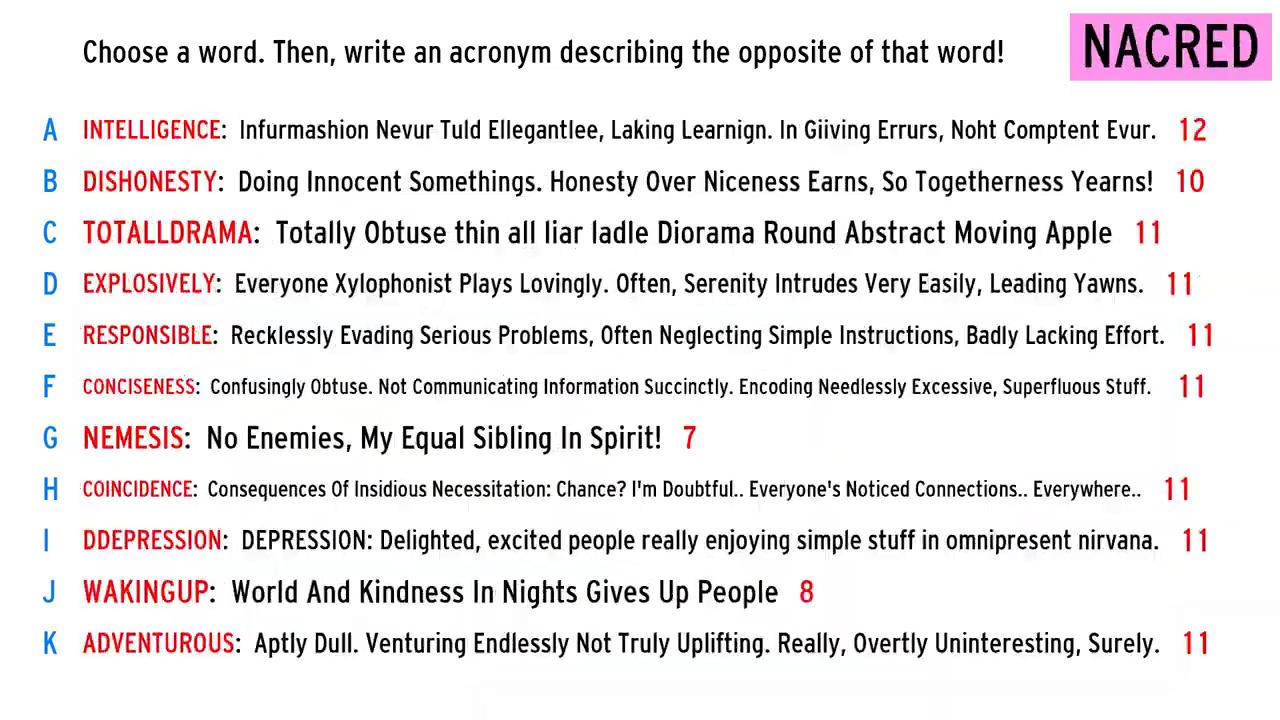 Choose a word. Then, write an acronym describing the opposite of that word!
NACRED
A INTELLIGENCE: Infurmashion Nevur Tuld Ellegantlee, Laking Learnign. In Giiving Errurs, Noht Comptent Evur. 12
B DISHONESTY: Doing Innocent Somethings. Honesty Over Niceness Earns, So Togetherness Yearns! 10
C TOTALLDRAMA: Totally Obtuse thin all liar ladle Diorama Round Abstract Moving Apple 11
D EXPLOSIVELY: Everyone Xylophonist Plays Lovingly. Often, Serenity Intrudes Very Easily, Leading Yawns. 11
E RESPONSIBLE: Recklessly Evading Serious Problems, Often Neglecting Simple Instructions, Badly Lacking Effort. 11
F CONCISENESS: Confusingly Obtuse. Not Communicating Information Succinctly. Encoding Needlessly Excessive, Superfluous Stuff. 11
G NEMESIS: No Enemies, My Equal Sibling In Spirit! 7
H COINCIDENCE: Consequences Of Insidious Necessitation: Chance? I'm Doubtful.. Everyone's Noticed Connections.. Everywhere.. 11
I DDEPRESSION: DEPRESSION: Delighted, excited people really enjoying simple stuff in omnipresent nirvana. 11
J WAKINGUP: World And Kindness In Nights Gives Up People 8
K ADVENTUROUS: Aptly Dull. Venturing Endlessly Not Truly Uplifting. Really, Overtly Uninteresting, Surely. 11